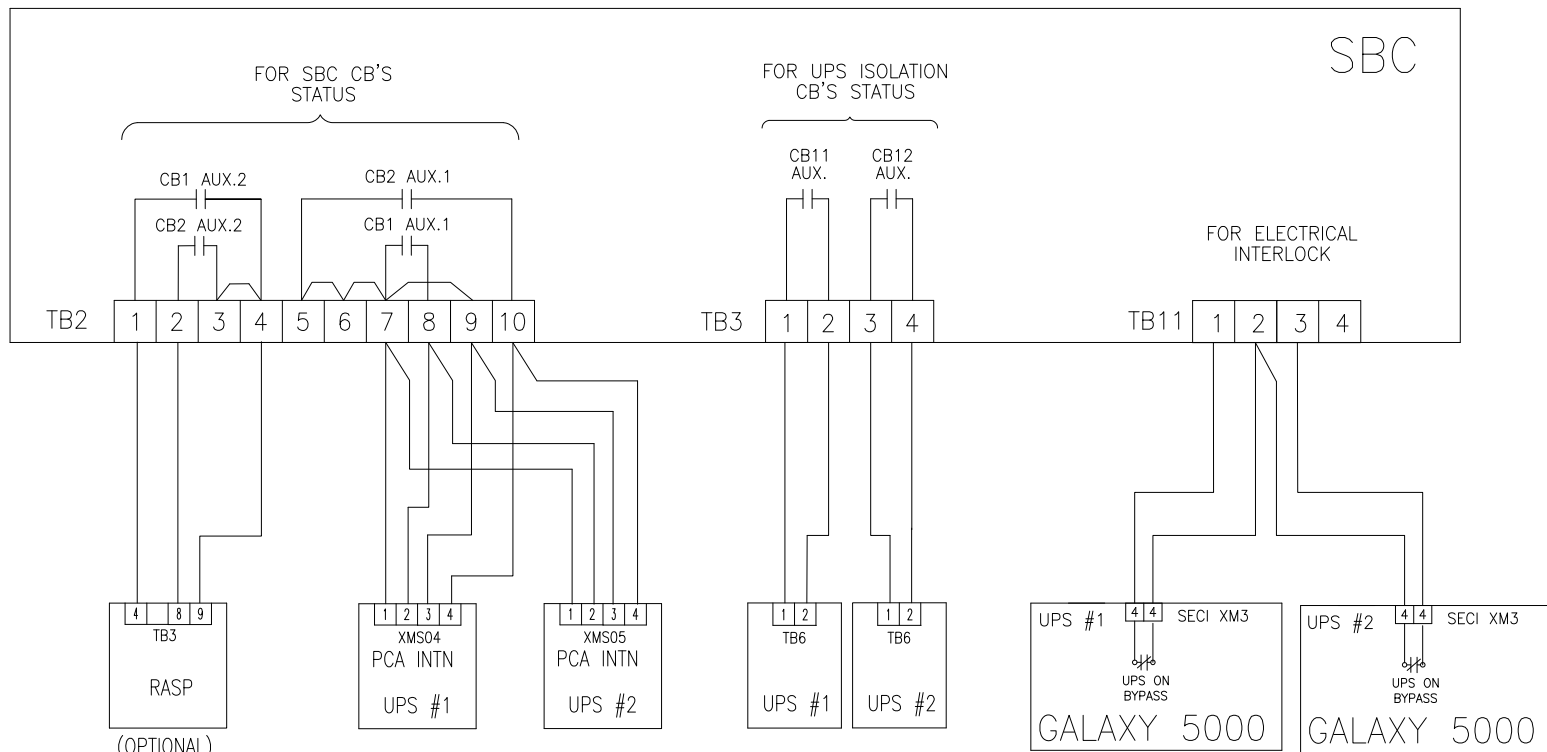 SBC
FOR SBC CB'S
STATUS
FOR UPS ISOLATION
CB'S STATUS
CB1 AUX.2
CB2 AUX.1
CB2 AUX.2
CB1 AUX.1
CB11
AUX.
CB12
AUX.
FOR ELECTRICAL
INTERLOCK
TB2 1 2 3 4 5 6 7 8 9 10
TB3 1 2 3 4
TB11 1 2 3 4
4 8 9
TB3
RASP
(OPTIONAL)
1 2 3 4
XMS04
PCA INTN
UPS #1
1 2 3 4
XMS05
PCA INTN
UPS #2
1 2
TB6
UPS #1
1 2
TB6
UPS #2
UPS #1 4 4 SECI XM3
UPS ON
BYPASS
GALAXY 5000
UPS #2 4 4 SECI XM3
UPS ON
BYPASS
GALAXY 5000